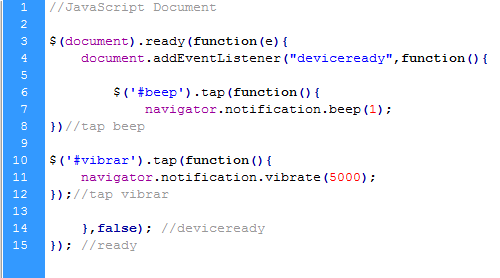 1 //JavaScript Document
2
3 $(document).ready(function(e){
4 document.addEventListener("deviceready",function(){
5
6 $('#beep').tap(function(){
7 navigator.notification.beep(1);
8 })//tap beep
9
10 $('#vibrar').tap(function(){
11 navigator.notification.vibrate(5000);
12 });//tap vibrar
13
14 },false); //deviceready
15 }); //ready